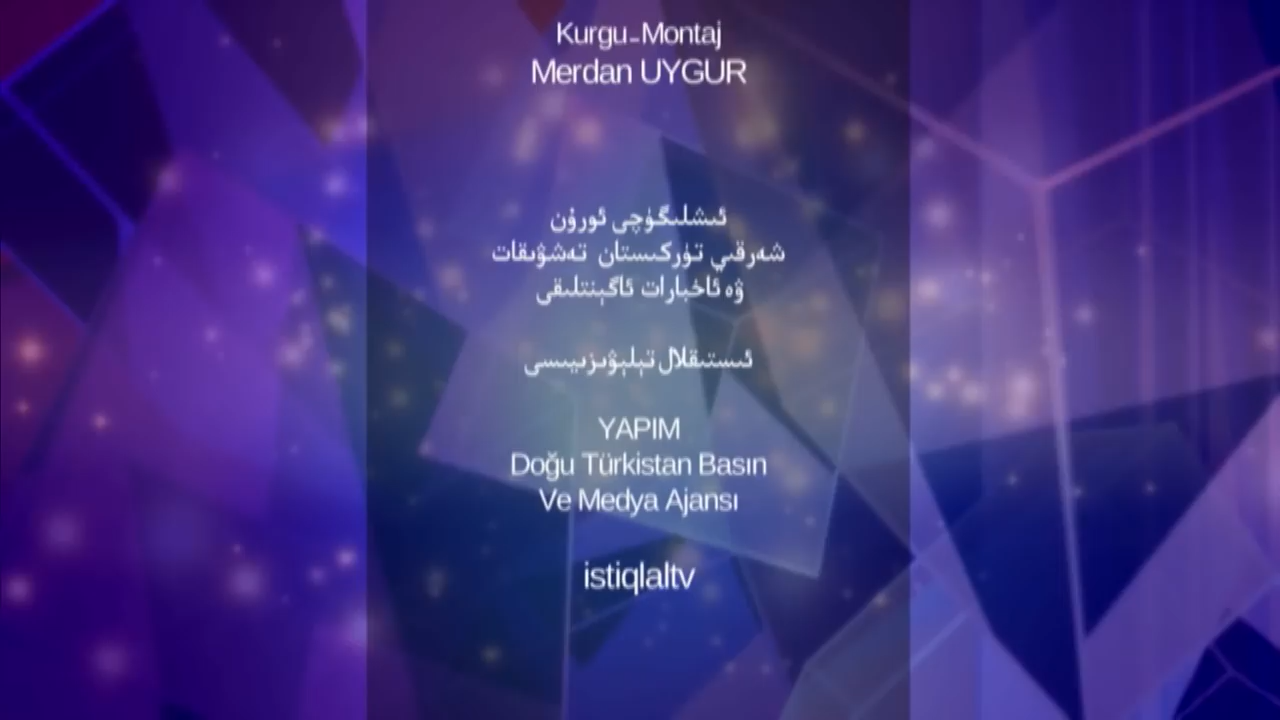 Kurgu-Montaj
Merdan UYGUR
ئىشلىگۈچى ئورۇن
شەرقىي تۈركىستان تەشۋىقات
ۋە ئاخبارات ئاگېنتلىقى
ئىستىقلال تېلېۋىزىيىسى
YAPIM
Doğu Türkistan Basın
Ve Medya Ajansı
istiqlaltv